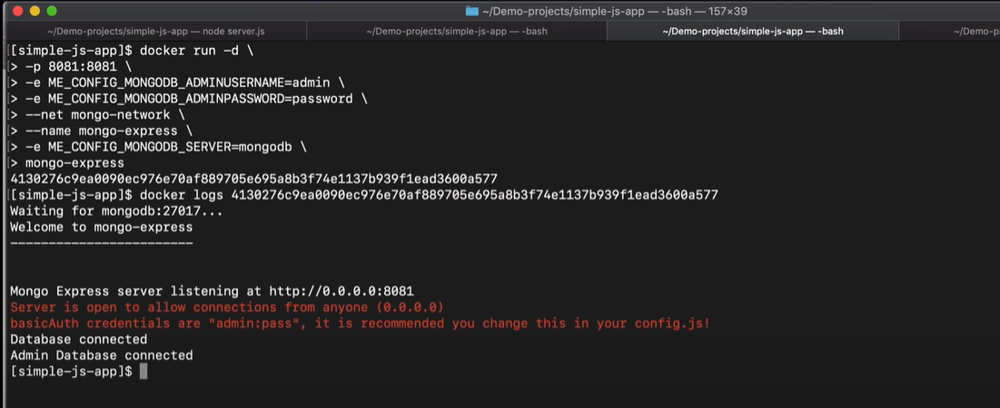 ~/Demo-projects/simple-js-app — -bash — 157×39
~/Demo-projects/simple-js-app — node server.js
~/Demo-projects/simple-js-app — -bash
~/Demo-projects/simple-js-app — -bash
~/Demo-p
[simple-js-app]$ docker run -d \
> -p 8081:8081 \
> -e ME_CONFIG_MONGODB_ADMINUSERNAME=admin \
> -e ME_CONFIG_MONGODB_ADMINPASSWORD=password \
> --net mongo-network \
> --name mongo-express \
> -e ME_CONFIG_MONGODB_SERVER=mongodb \
> mongo-express
4130276c9ea0090ec976e70af889705e695a8b3f74e1137b939f1ead3600a577
[simple-js-app]$ docker logs 4130276c9ea0090ec976e70af889705e695a8b3f74e1137b939f1ead3600a577
Waiting for mongodb:27017...
Welcome to mongo-express
------------------------
Mongo Express server listening at http://0.0.0.0:8081
Server is open to allow connections from anyone (0.0.0.0)
basicAuth credentials are "admin:pass", it is recommended you change this in your config.js!
Database connected
Admin Database connected
[simple-js-app]$